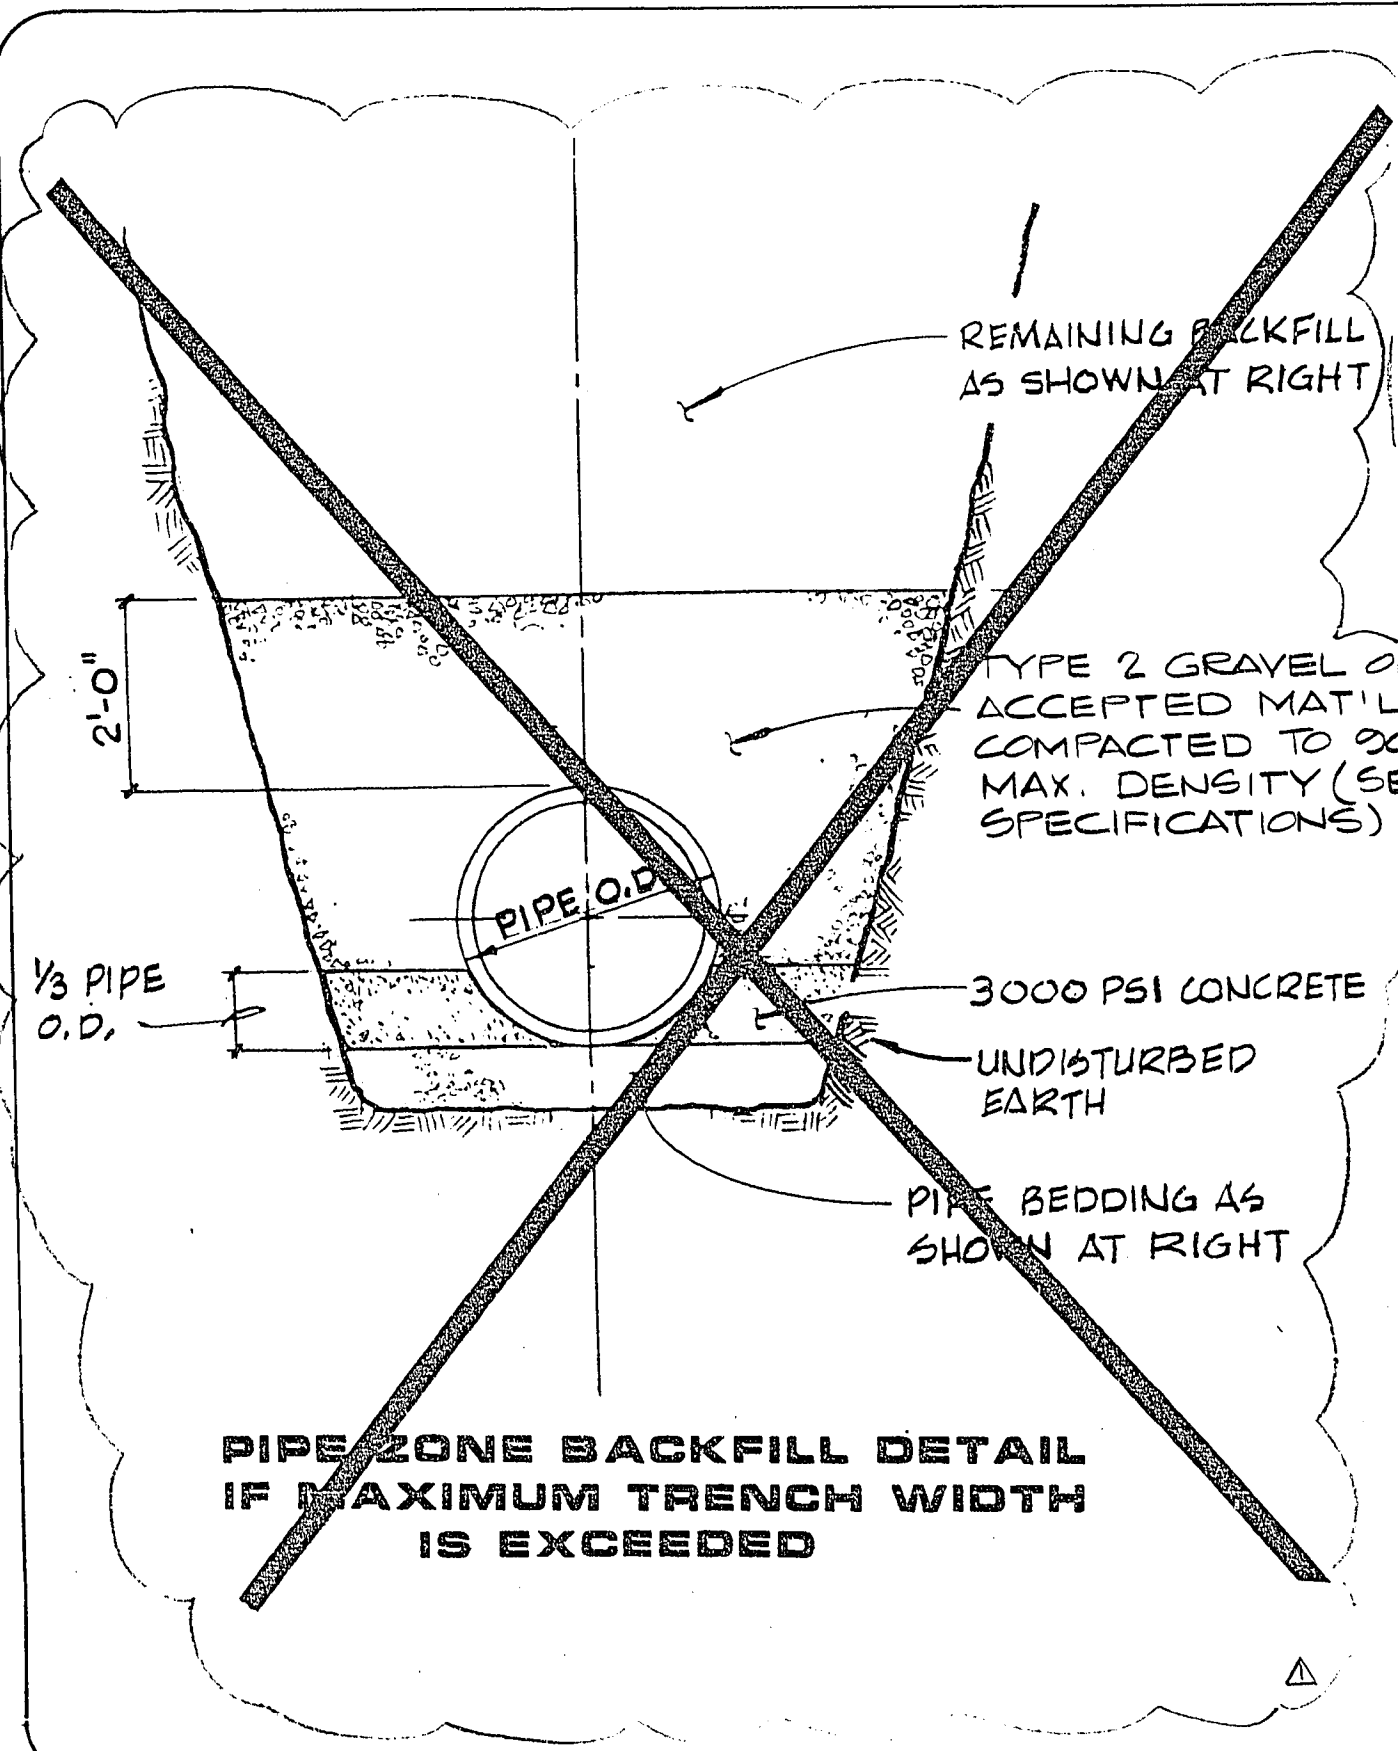 REMAINING BACKFILL
AS SHOWN AT RIGHT
2'-0"
TYPE 2 GRAVEL
ACCEPTED MAT'L
COMPACTED TO
MAX. DENSITY
SPECIFICATIONS)
PIPE O.D.
1/3 PIPE
O.D.
3000 PSI CONCRETE
UNDISTURBED
EARTH
PIPE BEDDING AS
SHOWN AT RIGHT
PIPE ZONE BACKFILL DETAIL
IF MAXIMUM TRENCH WIDTH
IS EXCEEDED
1